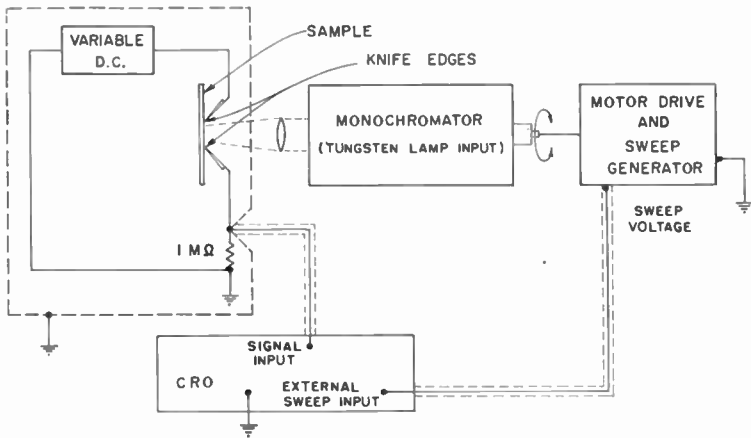 VARIABLE
D.C.
SAMPLE
KNIFE EDGES
MONOCHROMATOR
(TUNGSTEN LAMP INPUT)
MOTOR DRIVE
AND
SWEEP
GENERATOR
SWEEP
VOLTAGE
1 MΩ
SIGNAL
INPUT
CRO
EXTERNAL
SWEEP INPUT